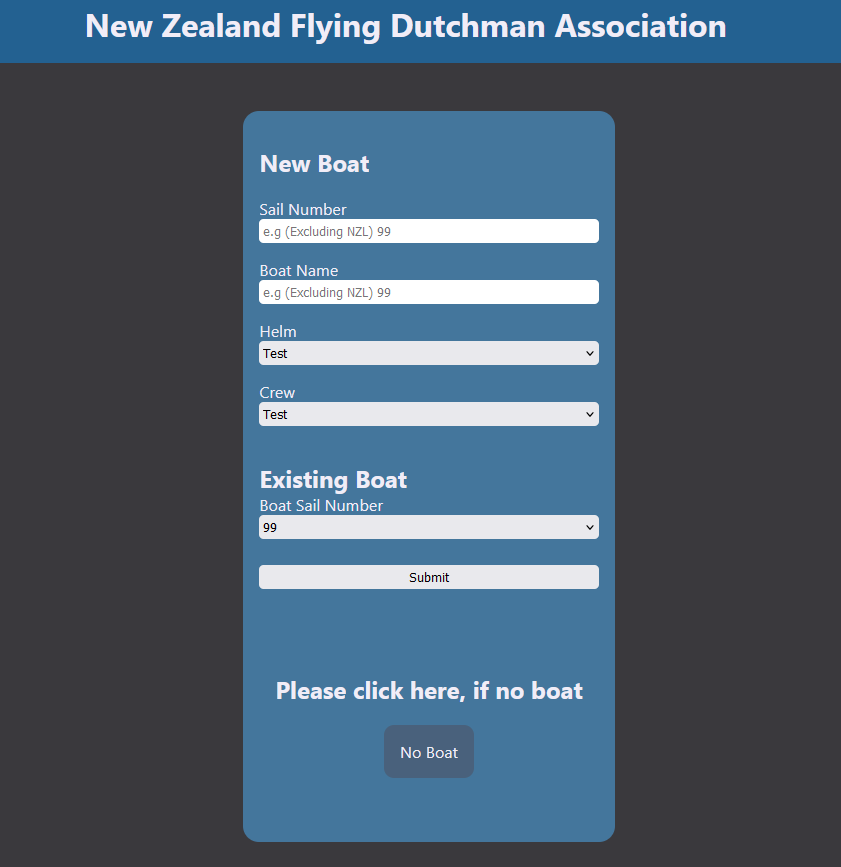 New Zealand Flying Dutchman Association
New Boat
Sail Number
e.g (Excluding NZL) 99
Boat Name
e.g (Excluding NZL) 99
Helm
Test
Crew
Test
Existing Boat
Boat Sail Number
99
Submit
Please click here, if no boat
No Boat